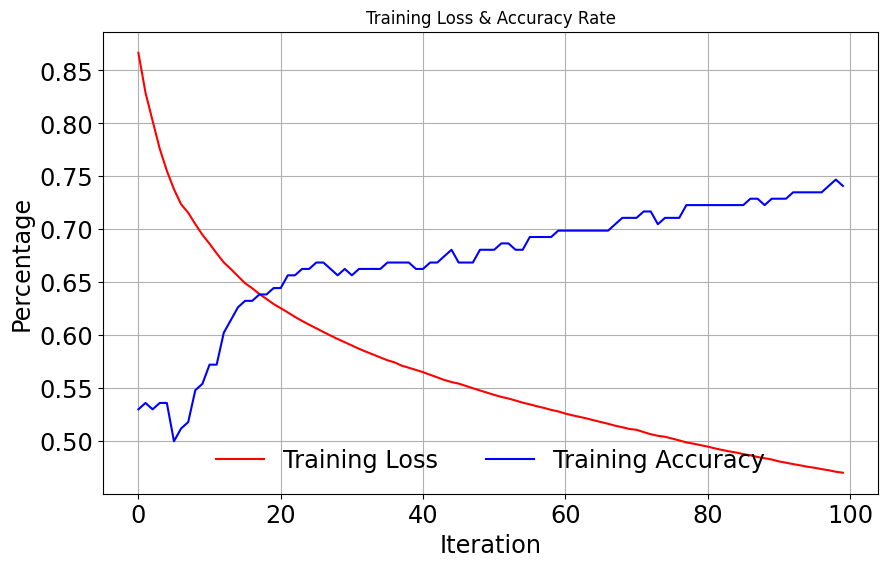 Training Loss & Accuracy Rate
0.85
0.80
0.75
0.70
0.65
0.60
0.55
0.50
Percentage
Training Loss Training Accuracy
0 20 40 60 80 100
Iteration